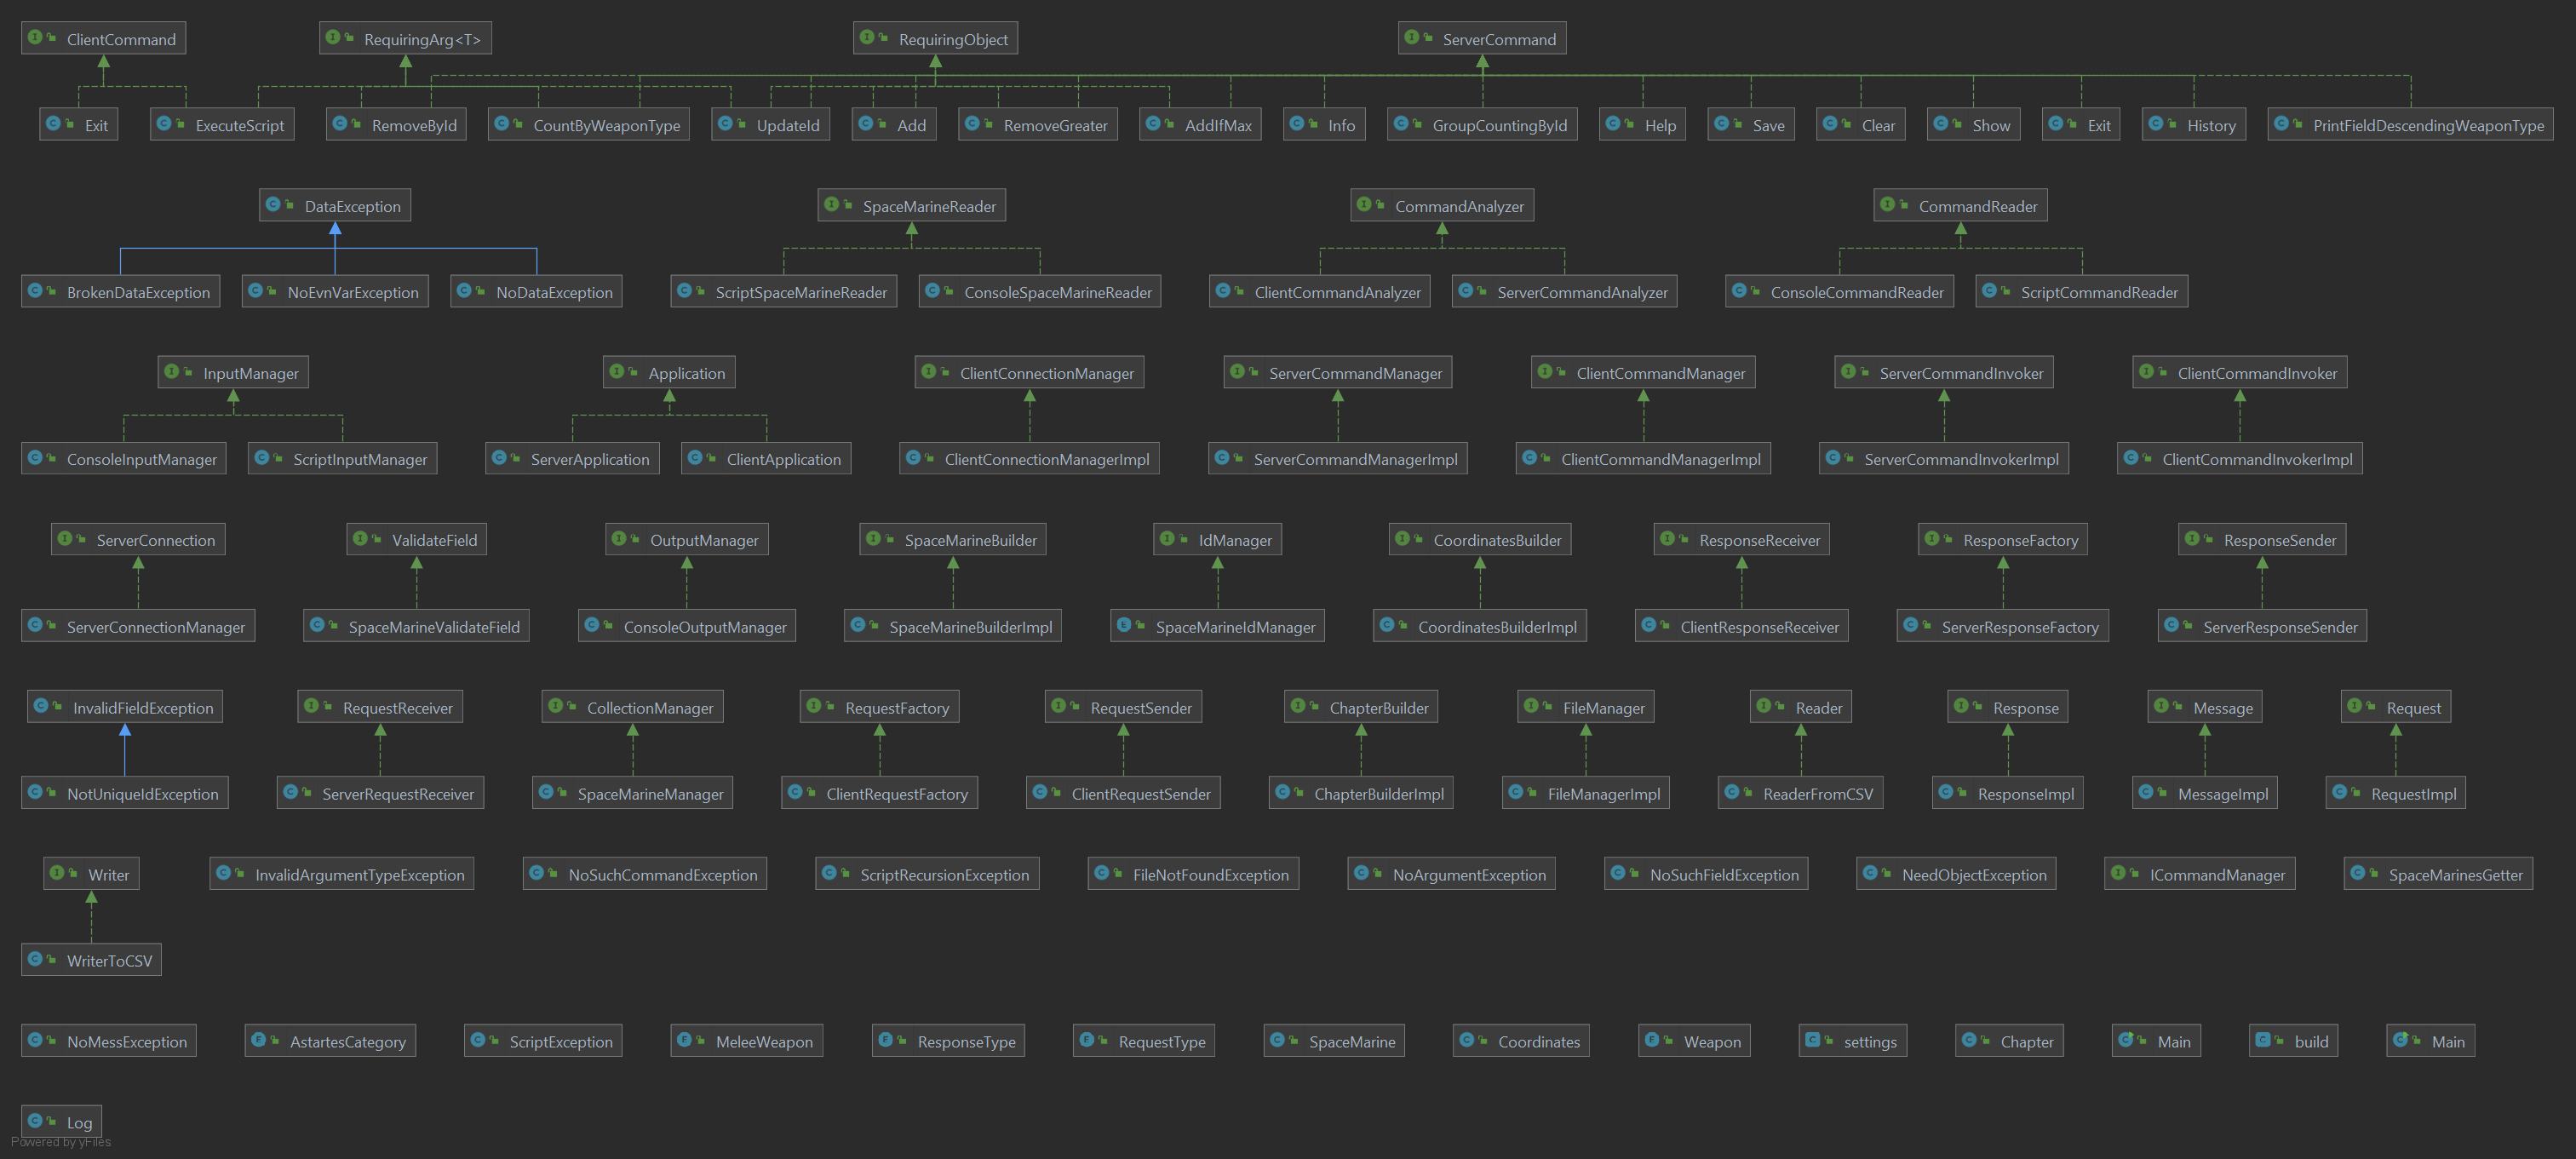 ClientCommand RequiringArg<T> RequiringObject ServerCommand
Exit ExecuteScript RemoveById CountByWeaponType UpdateId Add RemoveGreater AddIfMax Info GroupCountingById Help Save Clear Show Exit History PrintFieldDescendingWeaponType
DataException SpaceMarineReader CommandAnalyzer CommandReader
BrokenDataException NoEvnVarException NoDataException ScriptSpaceMarineReader ConsoleSpaceMarineReader ClientCommandAnalyzer ServerCommandAnalyzer ConsoleCommandReader ScriptCommandReader
InputManager Application ClientConnectionManager ServerCommandManager ClientCommandManager ServerCommandInvoker ClientCommandInvoker
ConsoleInputManager ScriptInputManager ServerApplication ClientApplication ClientConnectionManagerImpl ServerCommandManagerImpl ClientCommandManagerImpl ServerCommandInvokerImpl ClientCommandInvokerImpl
ServerConnection ValidateField OutputManager SpaceMarineBuilder IdManager CoordinatesBuilder ResponseReceiver ResponseFactory ResponseSender
ServerConnectionManager SpaceMarineValidateField ConsoleOutputManager SpaceMarineBuilderImpl SpaceMarineIdManager CoordinatesBuilderImpl ClientResponseReceiver ServerResponseFactory ServerResponseSender
InvalidFieldException RequestReceiver CollectionManager RequestFactory RequestSender ChapterBuilder FileManager Reader Response Message Request
NotUniqueIdException ServerRequestReceiver SpaceMarineManager ClientRequestFactory ClientRequestSender ChapterBuilderImpl FileManagerImpl ReaderFromCSV ResponseImpl MessageImpl RequestImpl
Writer InvalidArgumentTypeException NoSuchCommandException ScriptRecursionException FileNotFoundException NoArgumentException NoSuchFieldException NeedObjectException ICommandManager SpaceMarinesGetter
WriterToCSV
NoMessException AstartesCategory ScriptException MeleeWeapon ResponseType RequestType SpaceMarine Coordinates Weapon settings Chapter Main build Main
Log
Powered by yFiles